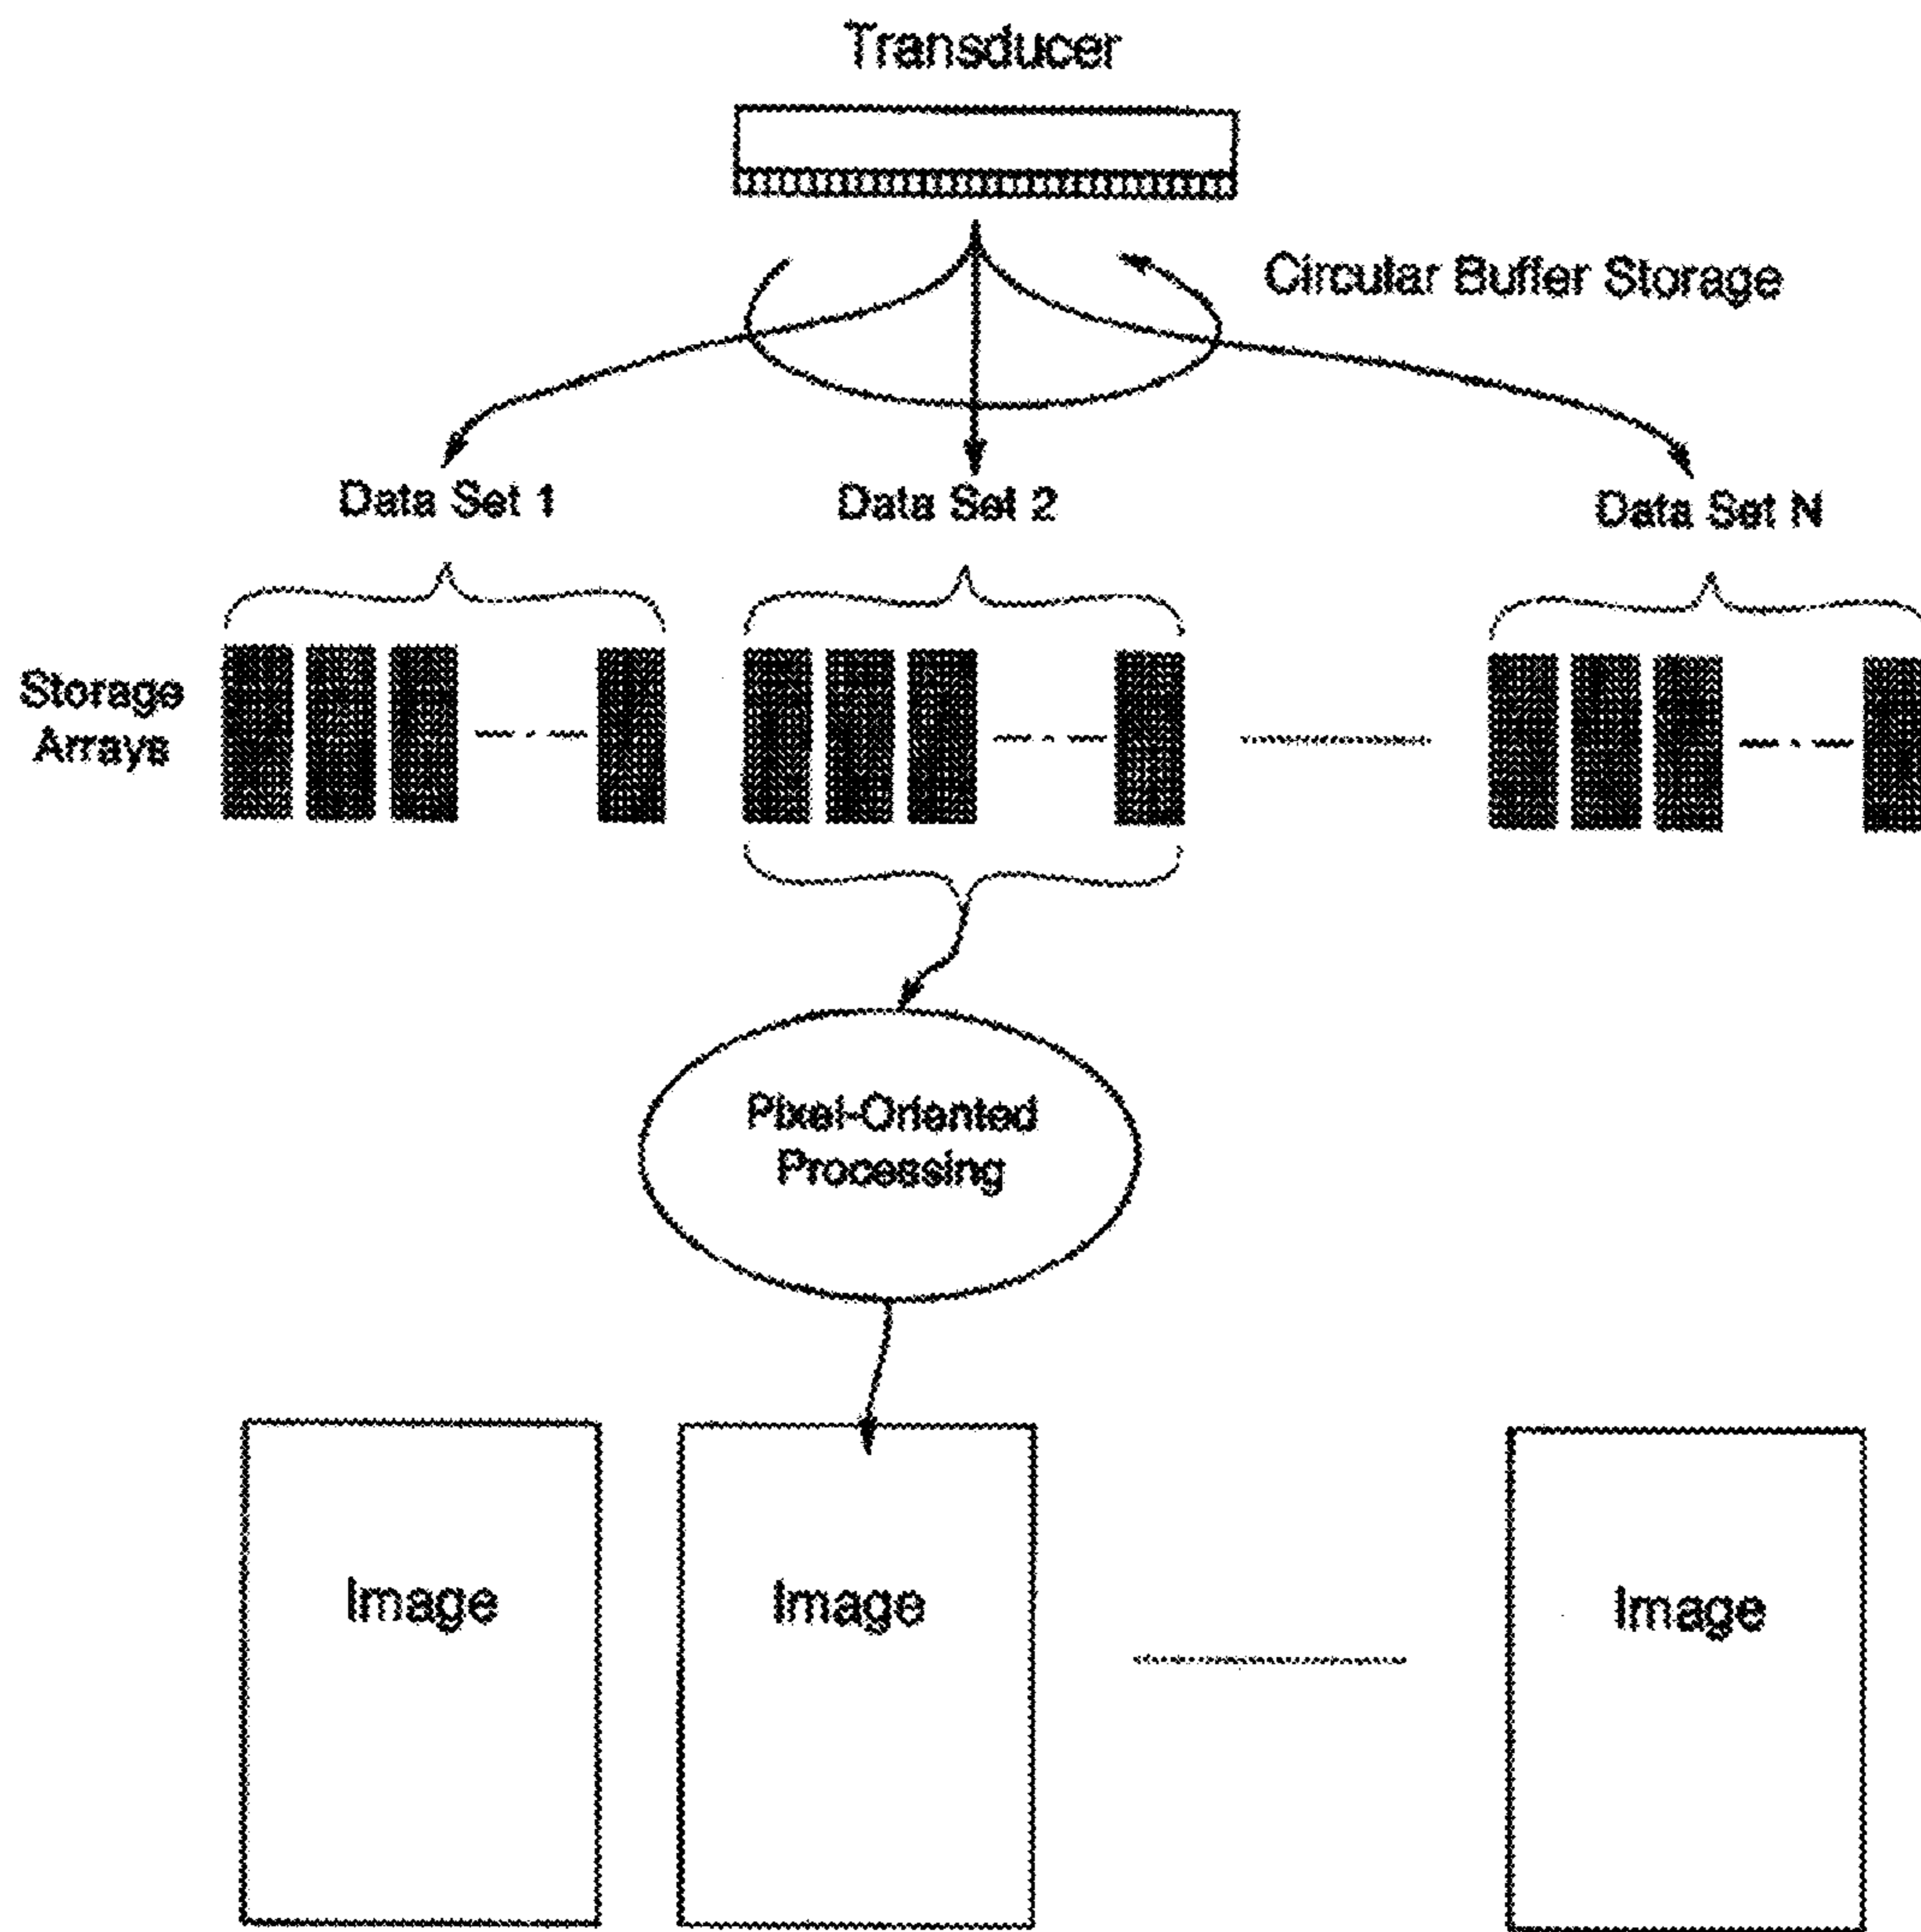 Transducer
Circular Buffer Storage
Data Set 1
Data Set 2
Data Set N
Storage
Arrays
Pixel-Oriented
Processing
Image
Image
Image